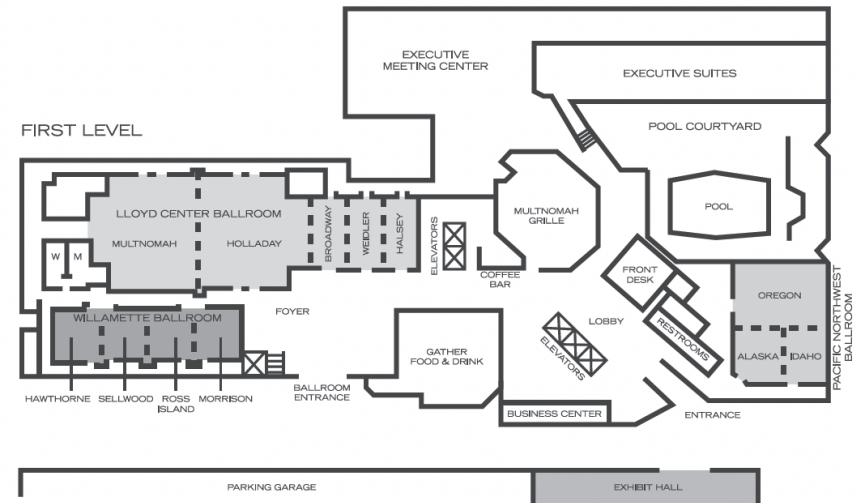 EXECUTIVE
MEETING CENTER
EXECUTIVE SUITES
FIRST LEVEL
POOL COURTYARD
LLOYD CENTER BALLROOM
MULTNOMAH
HOLLADAY
BROADWAY
WEIDLER
HALSEY
ELEVATORS
MULTNOMAH
GRILLE
POOL
W
M
COFFEE
BAR
FRONT
DESK
OREGON
ALASKA
IDAHO
PACIFIC NORTHWEST
BALLROOM
FOYER
WILLAMETTE BALLROOM
LOBBY
RESTROOMS
ELEVATORS
GATHER
FOOD & DRINK
HAWTHORNE
SELLWOOD
ROSS
ISLAND
MORRISON
BALLROOM
ENTRANCE
BUSINESS CENTER
ENTRANCE
PARKING GARAGE
EXHIBIT HALL